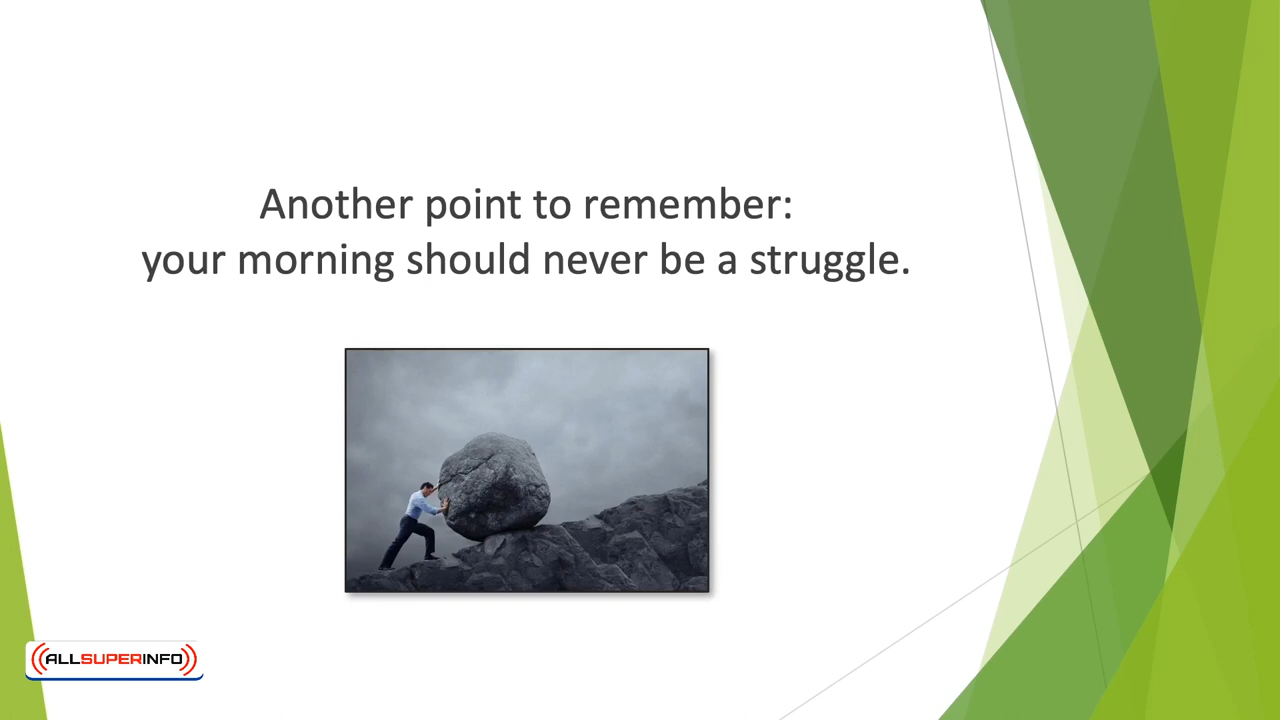 Another point to remember:
your morning should never be a struggle.
ALLSUPERINFO